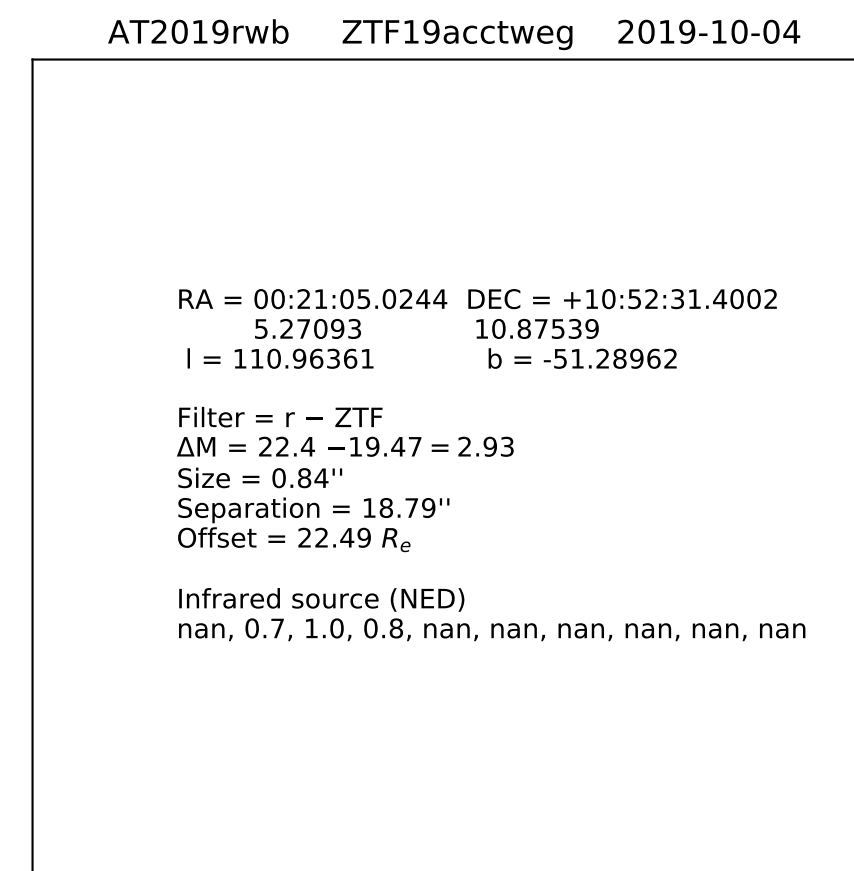 AT2019rwb ZTF19acctweg 2019-10-04
RA = 00:21:05.0244 DEC = +10:52:31.4002
5.27093 10.87539
l = 110.96361 b = -51.28962
Filter = r − ZTF
ΔM = 22.4 −19.47 = 2.93
Size = 0.84''
Separation = 18.79''
Offset = 22.49 Rₑ
Infrared source (NED)
nan, 0.7, 1.0, 0.8, nan, nan, nan, nan, nan, nan